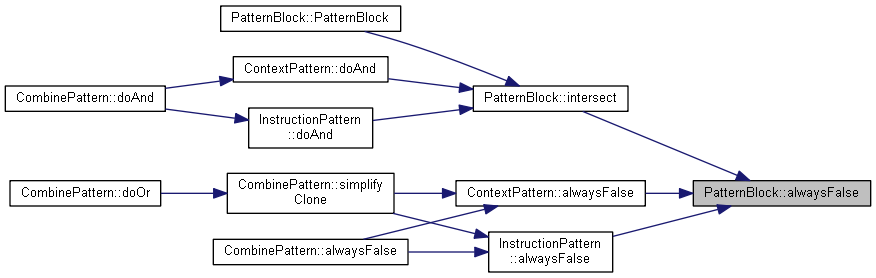 PatternBlock::PatternBlock
ContextPattern::doAnd
CombinePattern::doAnd
PatternBlock::intersect
InstructionPattern
::doAnd
CombinePattern::doOr
CombinePattern::simplify
Clone
ContextPattern::alwaysFalse
PatternBlock::alwaysFalse
CombinePattern::alwaysFalse
InstructionPattern
::alwaysFalse